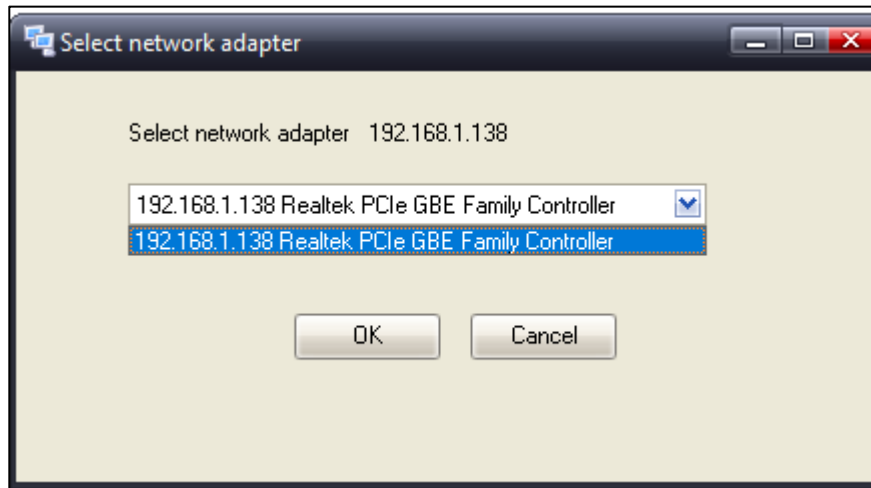 Select network adapter
Select network adapter 192.168.1.138
192.168.1.138 Realtek PCIe GBE Family Controller
192.168.1.138 Realtek PCIe GBE Family Controller
OK Cancel